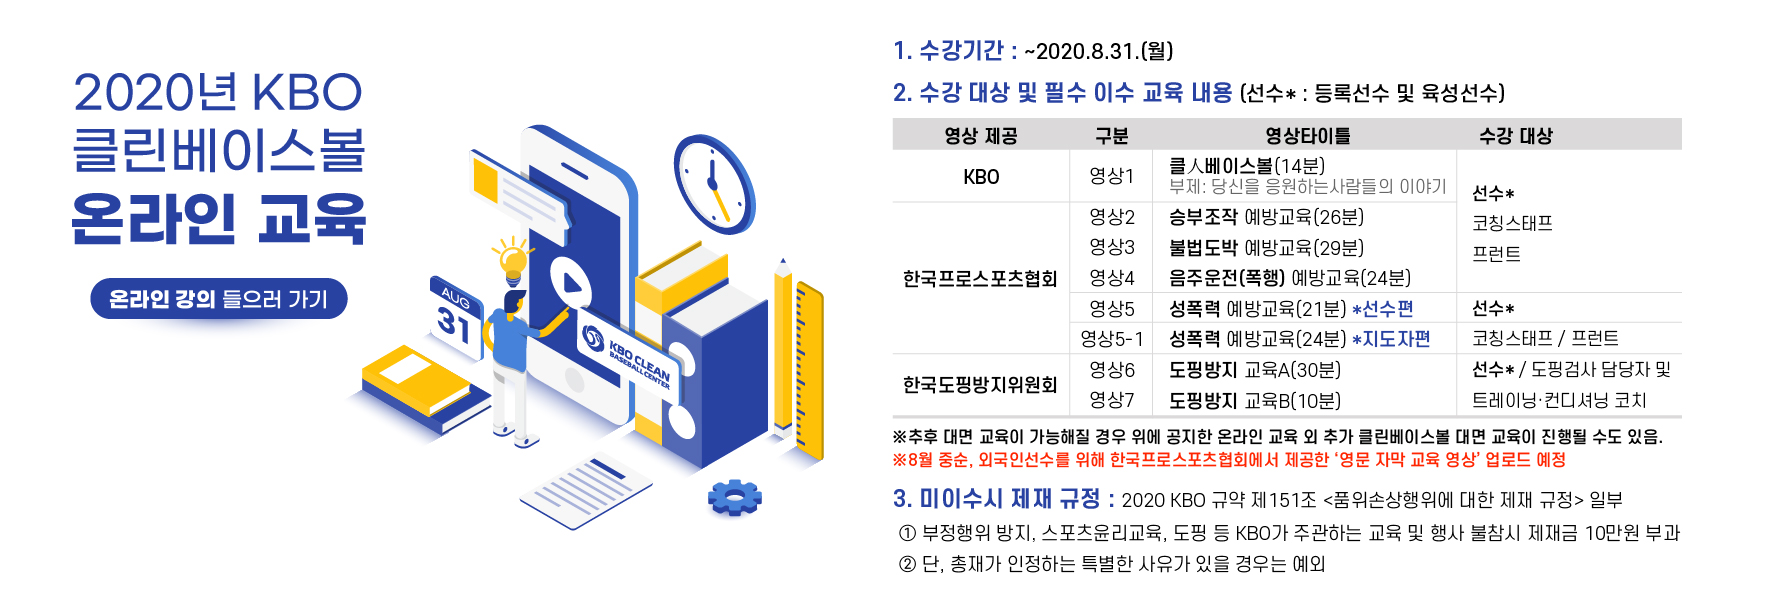 2020년 KBO
클린베이스볼
온라인 교육
온라인 강의 들으러 가기
AUG
31
KBO CLEAN
BASEBALL CENTER
1. 수강기간 : ~2020.8.31.(월)
2. 수강 대상 및 필수 이수 교육 내용 (선수* : 등록선수 및 육성선수)
영상 제공 구분 영상타이틀 수강 대상
KBO 영상1 클人베이스볼(14분)
부제: 당신을 응원하는사람들의 이야기
선수*
코칭스태프
프런트
한국프로스포츠협회
영상2 승부조작 예방교육(26분)
영상3 불법도박 예방교육(29분)
영상4 음주운전(폭행) 예방교육(24분)
영상5 성폭력 예방교육(21분) *선수편 선수*
영상5-1 성폭력 예방교육(24분) *지도자편 코칭스태프 / 프런트
한국도핑방지위원회
영상6 도핑방지 교육A(30분) 선수* / 도핑검사 담당자 및
영상7 도핑방지 교육B(10분) 트레이닝·컨디셔닝 코치
※추후 대면 교육이 가능해질 경우 위에 공지한 온라인 교육 외 추가 클린베이스볼 대면 교육이 진행될 수도 있음.
※8월 중순, 외국인선수를 위해 한국프로스포츠협회에서 제공한 ‘영문 자막 교육 영상’ 업로드 예정
3. 미이수시 제재 규정 : 2020 KBO 규약 제151조 <품위손상행위에 대한 제재 규정> 일부
① 부정행위 방지, 스포츠윤리교육, 도핑 등 KBO가 주관하는 교육 및 행사 불참시 제재금 10만원 부과
② 단, 총재가 인정하는 특별한 사유가 있을 경우는 예외